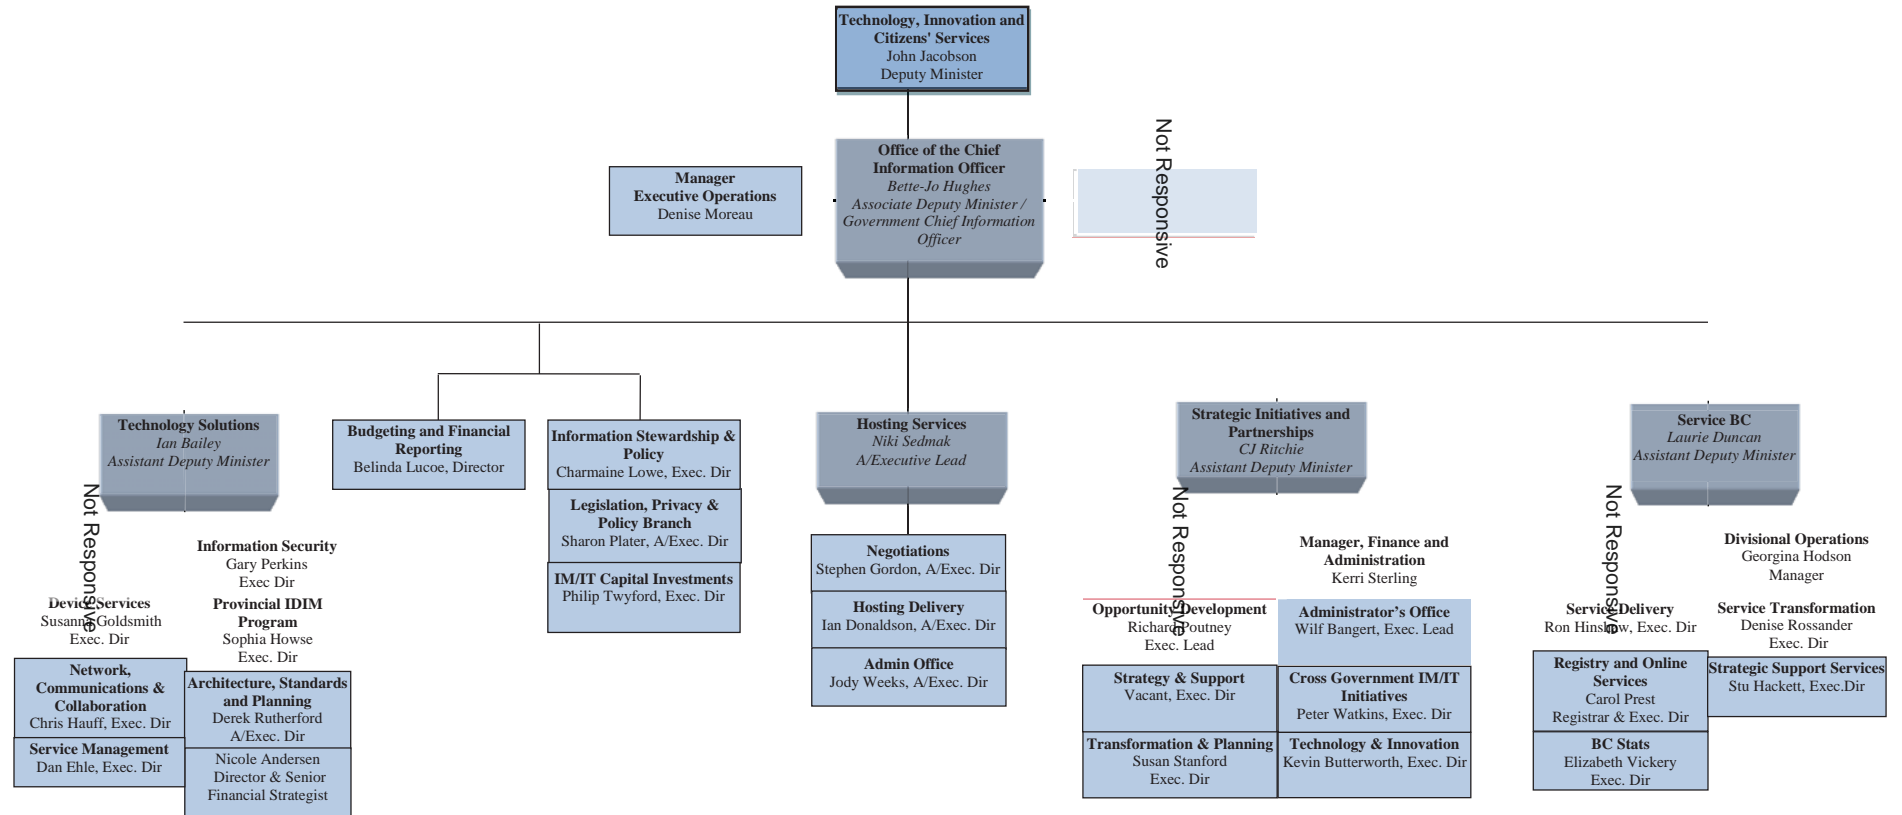 Technology, Innovation and
Citizens' Services
John Jacobson
Deputy Minister
Office of the Chief
Information Officer
Bette-Jo Hughes
Associate Deputy Minister /
Government Chief Information
Officer
Manager
Executive Operations
Denise Moreau
Not Responsive
Technology Solutions
Ian Bailey
Assistant Deputy Minister
Not Responsive
Information Security
Gary Perkins
Exec Dir
Device Services
Susanna Goldsmith
Exec. Dir
Provincial IDIM
Program
Sophia Howse
Exec. Dir
Network,
Communications &
Collaboration
Chris Hauff, Exec. Dir
Architecture, Standards
and Planning
Derek Rutherford
A/Exec. Dir
Service Management
Dan Ehle, Exec. Dir
Nicole Andersen
Director & Senior
Financial Strategist
Budgeting and Financial
Reporting
Belinda Lucoe, Director
Information Stewardship &
Policy
Charmaine Lowe, Exec. Dir
Legislation, Privacy &
Policy Branch
Sharon Plater, A/Exec. Dir
IM/IT Capital Investments
Philip Twyford, Exec. Dir
Hosting Services
Niki Sedmak
A/Executive Lead
Negotiations
Stephen Gordon, A/Exec. Dir
Hosting Delivery
Ian Donaldson, A/Exec. Dir
Admin Office
Jody Weeks, A/Exec. Dir
Strategic Initiatives and
Partnerships
CJ Ritchie
Assistant Deputy Minister
Not Responsive
Manager, Finance and
Administration
Kerri Sterling
Opportunity Development
Richard Poutney
Exec. Lead
Administrator's Office
Wilf Bangert, Exec. Lead
Strategy & Support
Vacant, Exec. Dir
Cross Government IM/IT
Initiatives
Peter Watkins, Exec. Dir
Transformation & Planning
Susan Stanford
Exec. Dir
Technology & Innovation
Kevin Butterworth, Exec. Dir
Service BC
Laurie Duncan
Assistant Deputy Minister
Not Responsive
Divisional Operations
Georgina Hodson
Manager
Service Delivery
Ron Hinshaw, Exec. Dir
Service Transformation
Denise Rossander
Exec. Dir
Registry and Online
Services
Carol Prest
Registrar & Exec. Dir
Strategic Support Services
Stu Hackett, Exec.Dir
BC Stats
Elizabeth Vickery
Exec. Dir